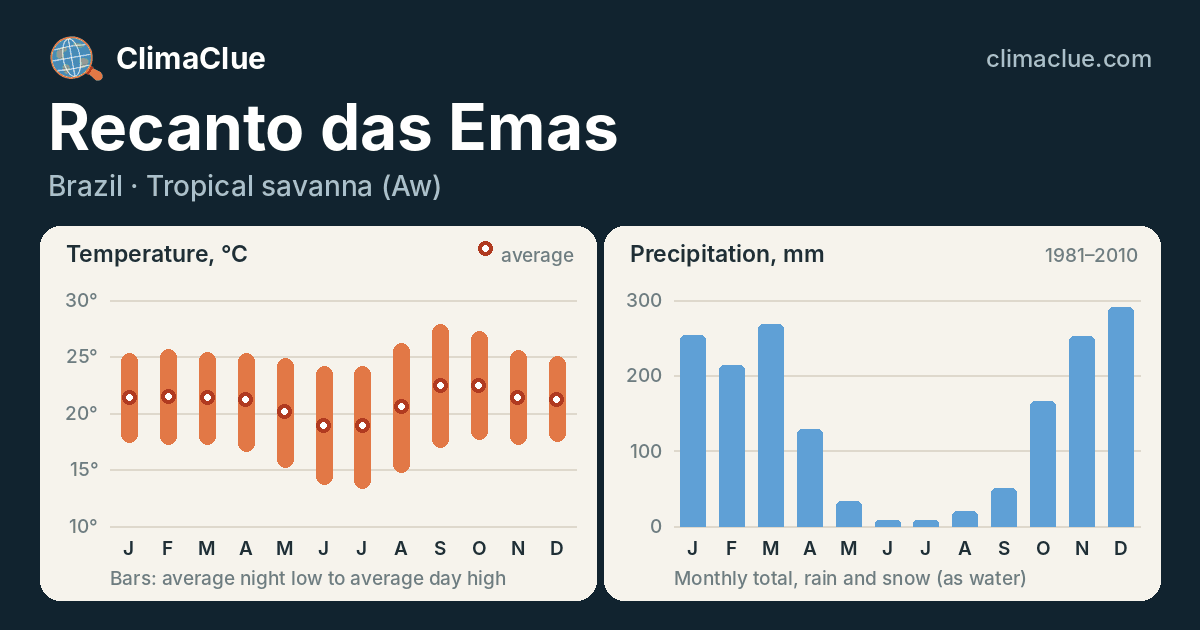 ClimaClue
climaclue.com
Recanto das Emas
Brazil · Tropical savanna (Aw)
Temperature, °C
average
30°
25°
20°
15°
10°
J F M A M J J A S O N D
Bars: average night low to average day high
Precipitation, mm
1981–2010
300
200
100
0
J F M A M J J A S O N D
Monthly total, rain and snow (as water)